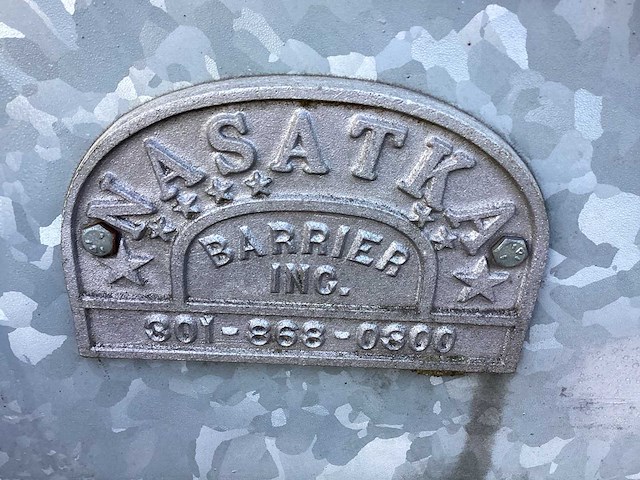 NASATKA
BARRIER
INC.
301-868-0300